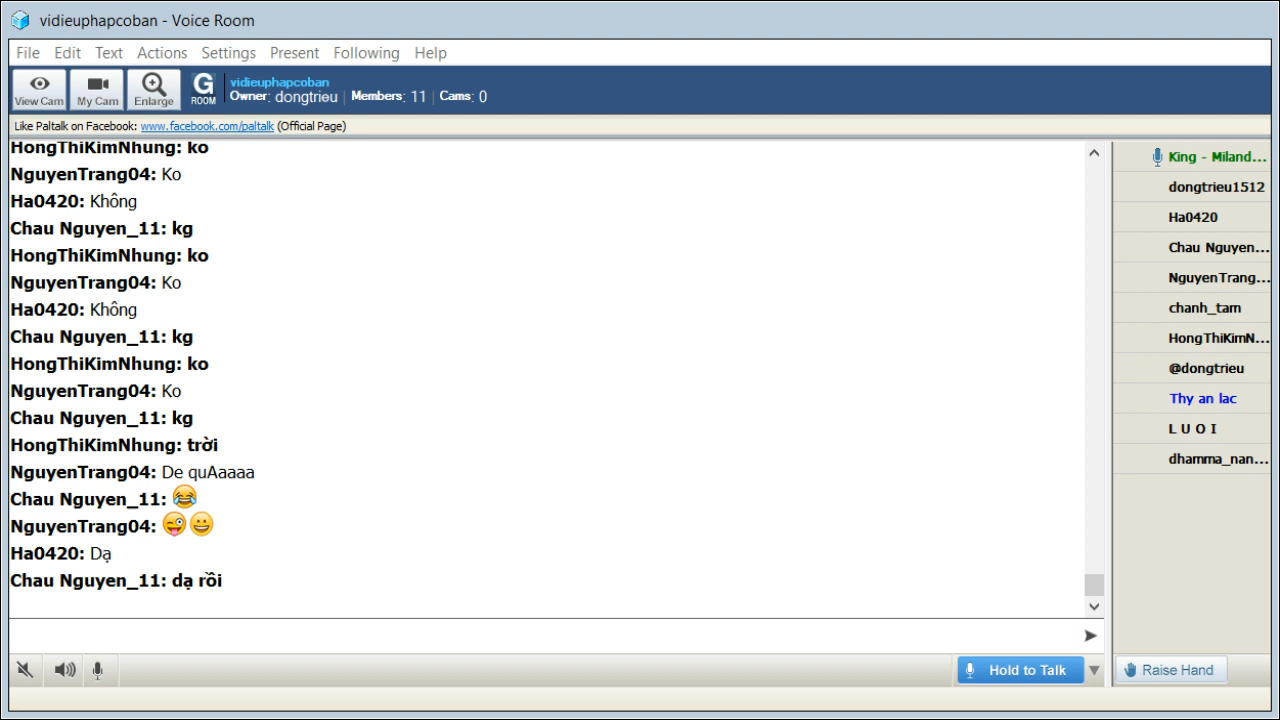 vidieuphapcoban - Voice Room
File Edit Text Actions Settings Present Following Help
View Cam
My Cam
Enlarge
G ROOM
vidieuphapcoban
Owner: dongtrieu | Members: 11 | Cams: 0
Like Paltalk on Facebook: www.facebook.com/paltalk (Official Page)
HongThiKimNhung: ko
NguyenTrang04: Ko
Ha0420: Không
Chau Nguyen_11: kg
HongThiKimNhung: ko
NguyenTrang04: Ko
Ha0420: Không
Chau Nguyen_11: kg
HongThiKimNhung: ko
NguyenTrang04: Ko
Chau Nguyen_11: kg
HongThiKimNhung: trời
NguyenTrang04: De quAaaaa
Chau Nguyen_11: 😂
NguyenTrang04: 😜😀
Ha0420: Dạ
Chau Nguyen_11: dạ rồi
King - Miland...
dongtrieu1512
Ha0420
Chau Nguyen...
NguyenTrang...
chanh_tam
HongThiKimN...
@dongtrieu
Thy an lac
L U O I
dhamma_nan...
Hold to Talk
Raise Hand